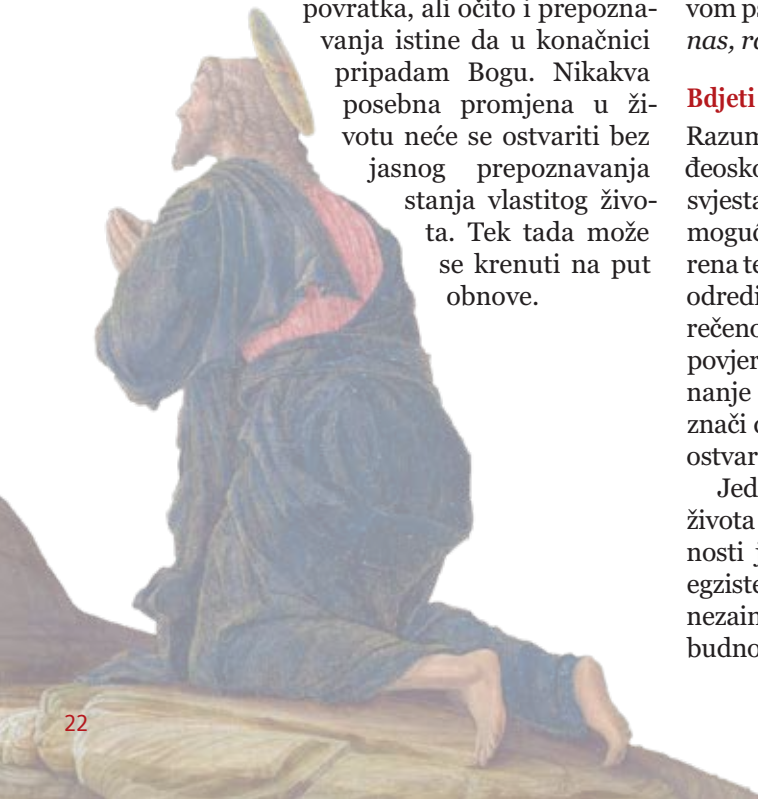 povratka, ali očito i prepozna-
vanja istine da u konačnici
pripadam Bogu. Nikakva
posebna promjena u ži-
votu neće se ostvariti bez
jasnog prepoznavanja
stanja vlastitog živo-
ta. Tek tada može
se krenuti na put
obnove.
22
vom ps
nas, ra
Bdjeti
Razum
đeosko
svjesta
moguć
rena te
odredi
rečeno
povjer
nanje
znači o
ostvar
Jed
života
nosti j
egziste
nezain
budno